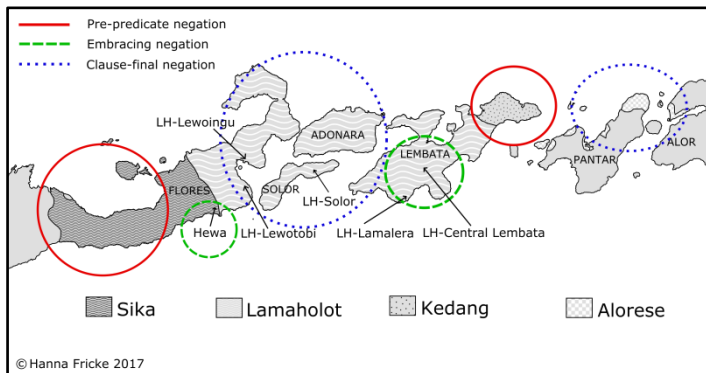 Pre-predicate negation
Embracing negation
Clause-final negation
LH-Lewoingu
ADONARA
LEMBATA
ALOR
PANTAR
FLORES
SOLOR
LH-Solor
Hewa
LH-Lewotobi
LH-Lamalera
LH-Central Lembata
Sika
Lamaholot
Kedang
Alorese
© Hanna Fricke 2017